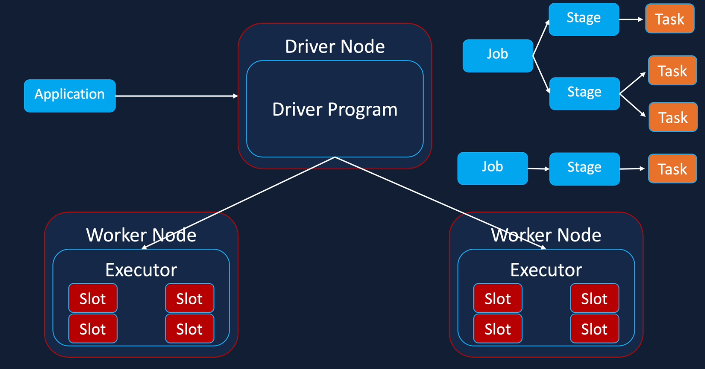 Driver Node
Driver Program
Application
Job
Stage
Task
Stage
Task
Task
Job
Stage
Task
Worker Node
Executor
Slot
Slot
Slot
Slot
Worker Node
Executor
Slot
Slot
Slot
Slot